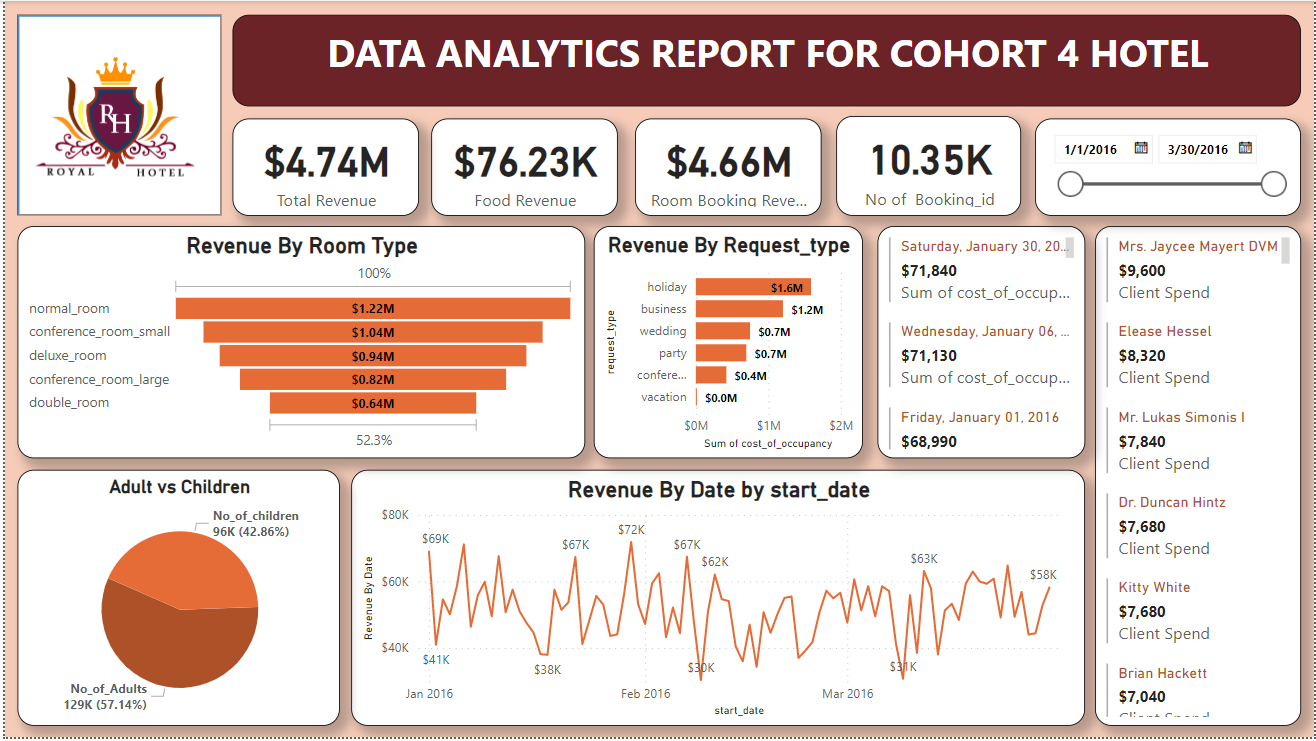 DATA ANALYTICS REPORT FOR COHORT 4 HOTEL
RH
ROYAL HOTEL
$4.74M
Total Revenue
$76.23K
Food Revenue
$4.66M
Room Booking Reve...
10.35K
No of Booking_id
1/1/2016
3/30/2016
Revenue By Room Type
100%
normal_room
$1.22M
conference_room_small
$1.04M
deluxe_room
$0.94M
conference_room_large
$0.82M
double_room
$0.64M
52.3%
Revenue By Request_type
request_type
holiday
$1.6M
business
$1.2M
wedding
$0.7M
party
$0.7M
confere...
$0.4M
vacation
$0.0M
$0M
$1M
$2M
Sum of cost_of_occupancy
Saturday, January 30, 20...
$71,840
Sum of cost_of_occup...
Wednesday, January 06, ...
$71,130
Sum of cost_of_occup...
Friday, January 01, 2016
$68,990
Mrs. Jaycee Mayert DVM
$9,600
Client Spend
Elease Hessel
$8,320
Client Spend
Mr. Lukas Simonis I
$7,840
Client Spend
Dr. Duncan Hintz
$7,680
Client Spend
Kitty White
$7,680
Client Spend
Brian Hackett
$7,040
Client Spend
Adult vs Children
No_of_children
96K (42.86%)
No_of_Adults
129K (57.14%)
Revenue By Date by start_date
Revenue By Date
$80K
$60K
$40K
$69K
$41K
$38K
$67K
$72K
$67K
$62K
$30K
$31K
$63K
$58K
Jan 2016
Feb 2016
Mar 2016
start_date